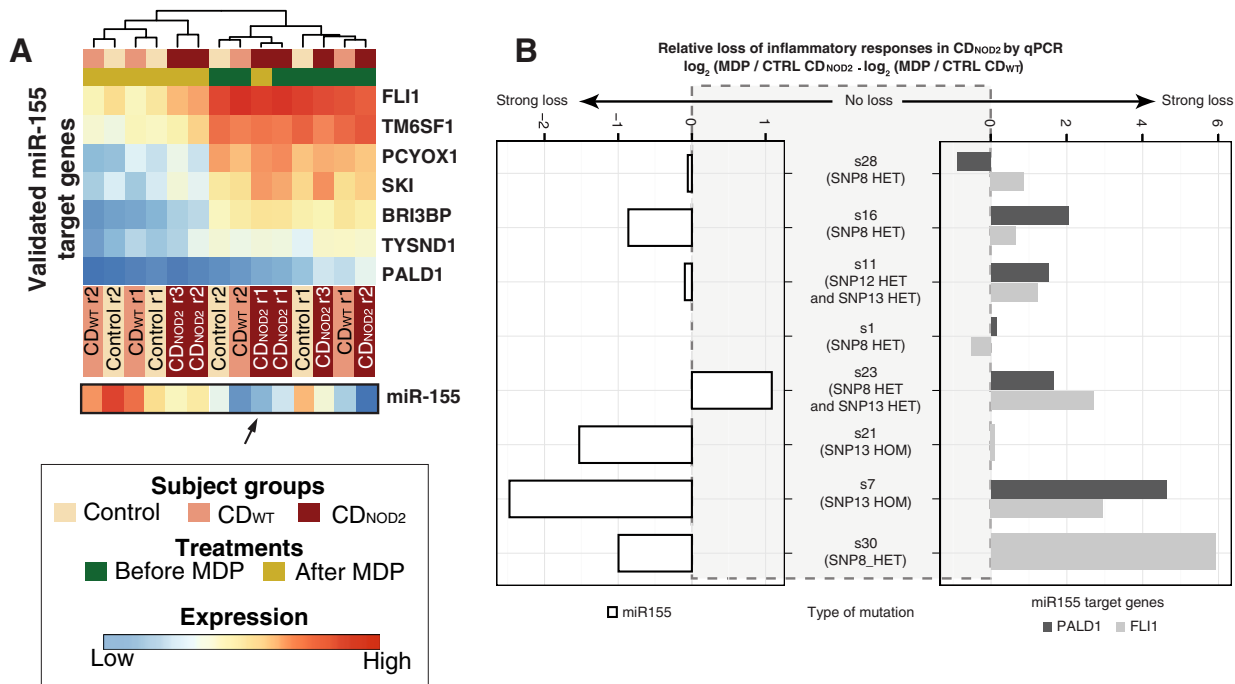 A
Validated miR-155
target genes
FLI1
TM6SF1
PCYOX1
SKI
BRI3BP
TYSND1
PALD1
CDWT r2
Control r2
CDWT r1
Control r1
CDNOD2 r3
CDNOD2 r2
Control r2
CDWT r2
CDNOD2 r1
CDNOD2 r1
Control r1
CDNOD2 r3
CDWT r1
CDNOD2 r2
miR-155
Subject groups
Control CDWT CDNOD2
Treatments
Before MDP After MDP
Expression
Low High
B
Relative loss of inflammatory responses in CDNOD2 by qPCR
log2 (MDP / CTRL CDNOD2 - log2 (MDP / CTRL CDWT)
Strong loss No loss Strong loss
-2 -1 0 1 0 2 4 6
s28
(SNP8 HET)
s16
(SNP8 HET)
s11
(SNP12 HET
and SNP13 HET)
s1
(SNP8 HET)
s23
(SNP8 HET
and SNP13 HET)
s21
(SNP13 HOM)
s7
(SNP13 HOM)
s30
(SNP8_HET)
miR155 Type of mutation miR155 target genes
PALD1 FLI1